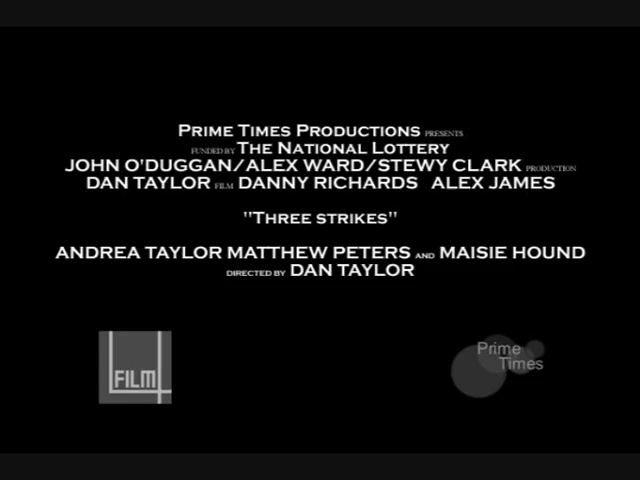 PRIME TIMES PRODUCTIONS PRESENTS
FUNDED BY THE NATIONAL LOTTERY
JOHN O'DUGGAN/ALEX WARD/STEWY CLARK PRODUCTION
DAN TAYLOR FILM DANNY RICHARDS ALEX JAMES
"THREE STRIKES"
ANDREA TAYLOR MATTHEW PETERS AND MAISIE HOUND
DIRECTED BY DAN TAYLOR
FILM4
Prime
Times